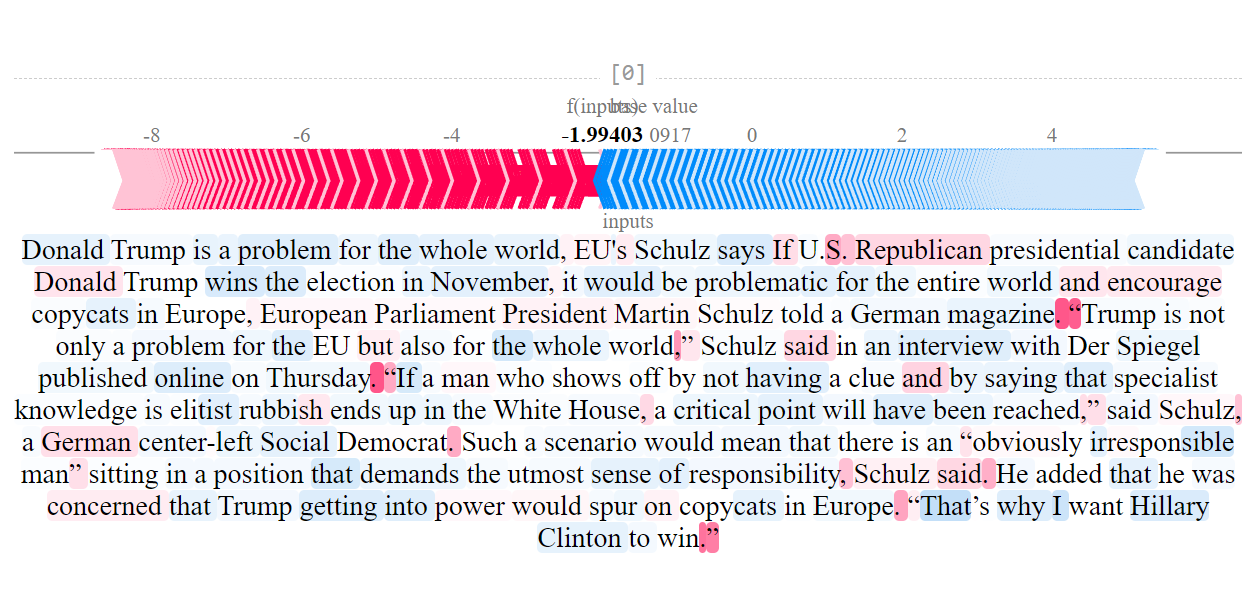 [0]
f(inputs) base value
-8 -6 -4 -1.99403 0917 0 2 4
inputs
Donald Trump is a problem for the whole world, EU's Schulz says If U.S. Republican presidential candidate
Donald Trump wins the election in November, it would be problematic for the entire world and encourage
copycats in Europe, European Parliament President Martin Schulz told a German magazine. “Trump is not
only a problem for the EU but also for the whole world,” Schulz said in an interview with Der Spiegel
published online on Thursday. “If a man who shows off by not having a clue and by saying that specialist
knowledge is elitist rubbish ends up in the White House, a critical point will have been reached,” said Schulz,
a German center-left Social Democrat. Such a scenario would mean that there is an “obviously irresponsible
man” sitting in a position that demands the utmost sense of responsibility, Schulz said. He added that he was
concerned that Trump getting into power would spur on copycats in Europe. “That’s why I want Hillary
Clinton to win.”